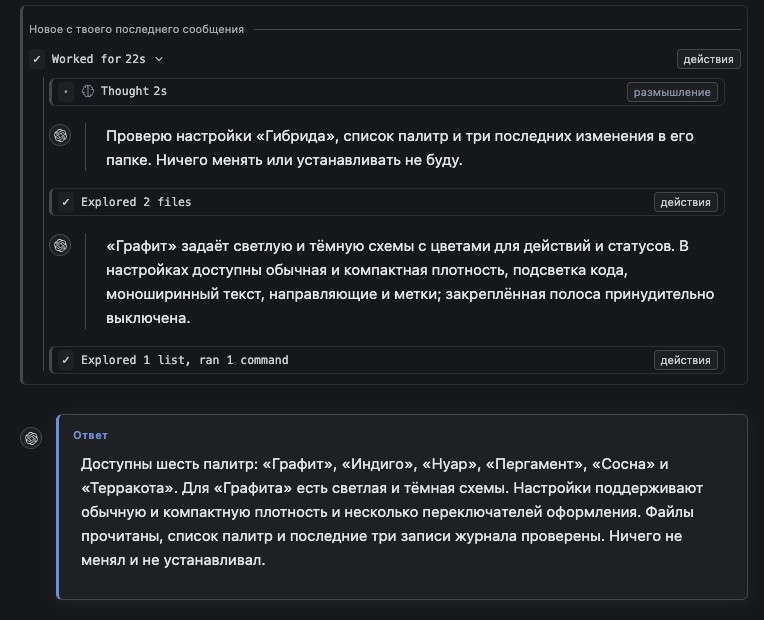 Новое с твоего последнего сообщения
Worked for 22s
действия
Thought 2s
размышление
Проверю настройки «Гибрида», список палитр и три последних изменения в его
папке. Ничего менять или устанавливать не буду.
Explored 2 files
действия
«Графит» задаёт светлую и тёмную схемы с цветами для действий и статусов. В
настройках доступны обычная и компактная плотность, подсветка кода,
моноширинный текст, направляющие и метки; закреплённая полоса принудительно
выключена.
Explored 1 list, ran 1 command
действия
Ответ
Доступны шесть палитр: «Графит», «Индиго», «Нуар», «Пергамент», «Сосна» и
«Терракота». Для «Графита» есть светлая и тёмная схемы. Настройки поддерживают
обычную и компактную плотность и несколько переключателей оформления. Файлы
прочитаны, список палитр и последние три записи журнала проверены. Ничего не
менял и не устанавливал.